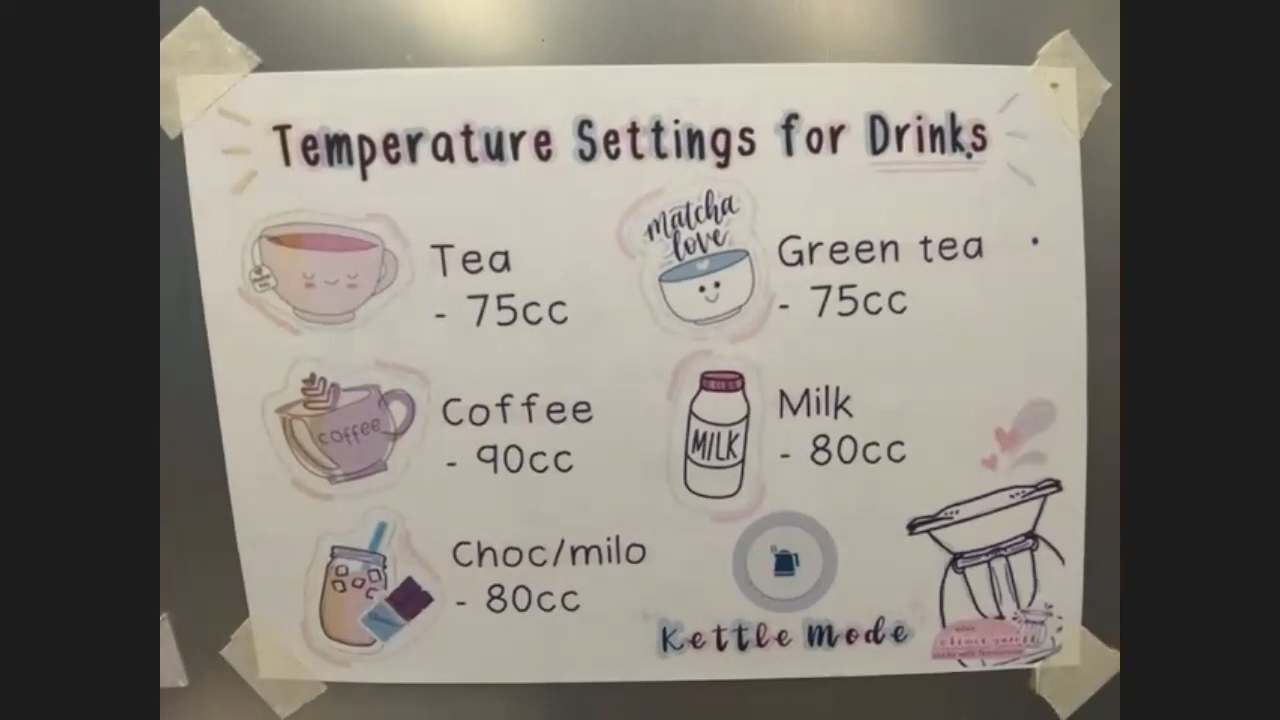 Temperature Settings for Drinks
Tea
- 75cc
matcha
love
Green tea
- 75cc
coffee
Coffee
- 90cc
MILK
Milk
- 80cc
Choc/milo
- 80cc
Kettle Mode